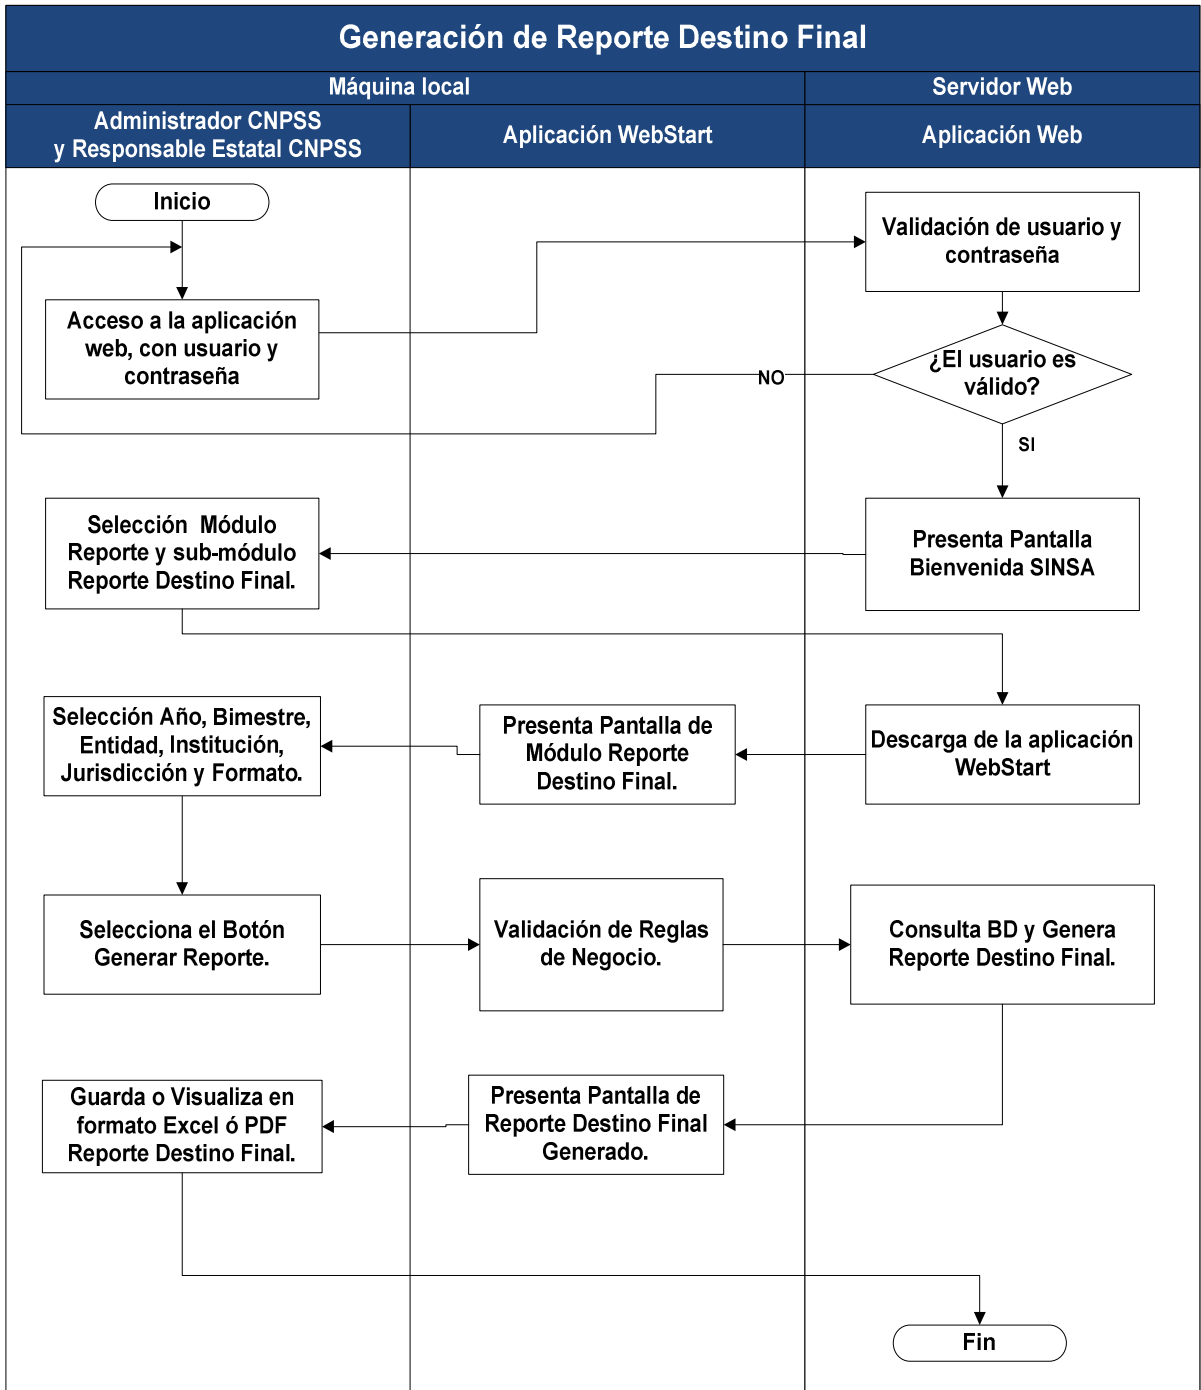 Generación de Reporte Destino Final
Máquina local
Servidor Web
Administrador CNPSS
y Responsable Estatal CNPSS
Aplicación WebStart
Aplicación Web
Inicio
Validación de usuario y
contraseña
Acceso a la aplicación
web, con usuario y
contraseña
¿El usuario es
válido?
NO
SI
Selección Módulo
Reporte y sub-módulo
Reporte Destino Final.
Presenta Pantalla
Bienvenida SINSA
Selección Año, Bimestre,
Entidad, Institución,
Jurisdicción y Formato.
Presenta Pantalla de
Módulo Reporte
Destino Final.
Descarga de la aplicación
WebStart
Selecciona el Botón
Generar Reporte.
Validación de Reglas
de Negocio.
Consulta BD y Genera
Reporte Destino Final.
Guarda o Visualiza en
formato Excel ó PDF
Reporte Destino Final.
Presenta Pantalla de
Reporte Destino Final
Generado.
Fin